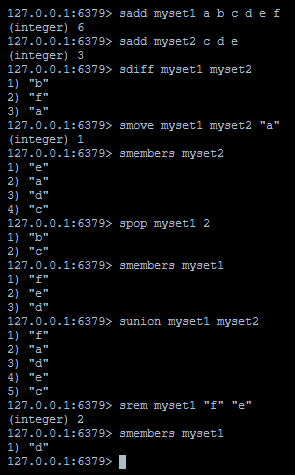 127.0.0.1:6379> sadd myset1 a b c d e f
(integer) 6
127.0.0.1:6379> sadd myset2 c d e
(integer) 3
127.0.0.1:6379> sdiff myset1 myset2
1) "b"
2) "f"
3) "a"
127.0.0.1:6379> smove myset1 myset2 "a"
(integer) 1
127.0.0.1:6379> smembers myset2
1) "e"
2) "a"
3) "d"
4) "c"
127.0.0.1:6379> spop myset1 2
1) "b"
2) "c"
127.0.0.1:6379> smembers myset1
1) "f"
2) "e"
3) "d"
127.0.0.1:6379> sunion myset1 myset2
1) "f"
2) "a"
3) "d"
4) "e"
5) "c"
127.0.0.1:6379> srem myset1 "f" "e"
(integer) 2
127.0.0.1:6379> smembers myset1
1) "d"
127.0.0.1:6379>